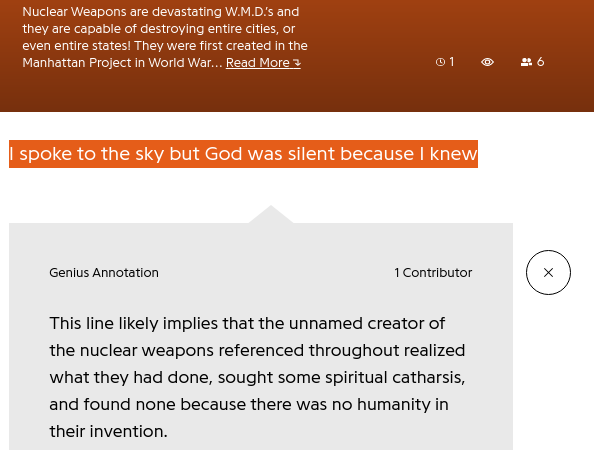 Nuclear Weapons are devastating W.M.D.'s and
they are capable of destroying entire cities, or
even entire states! They were first created in the
Manhattan Project in World War… Read More
1
6
I spoke to the sky but God was silent because I knew
Genius Annotation
1 Contributor
This line likely implies that the unnamed creator of
the nuclear weapons referenced throughout realized
what they had done, sought some spiritual catharsis,
and found none because there was no humanity in
their invention.